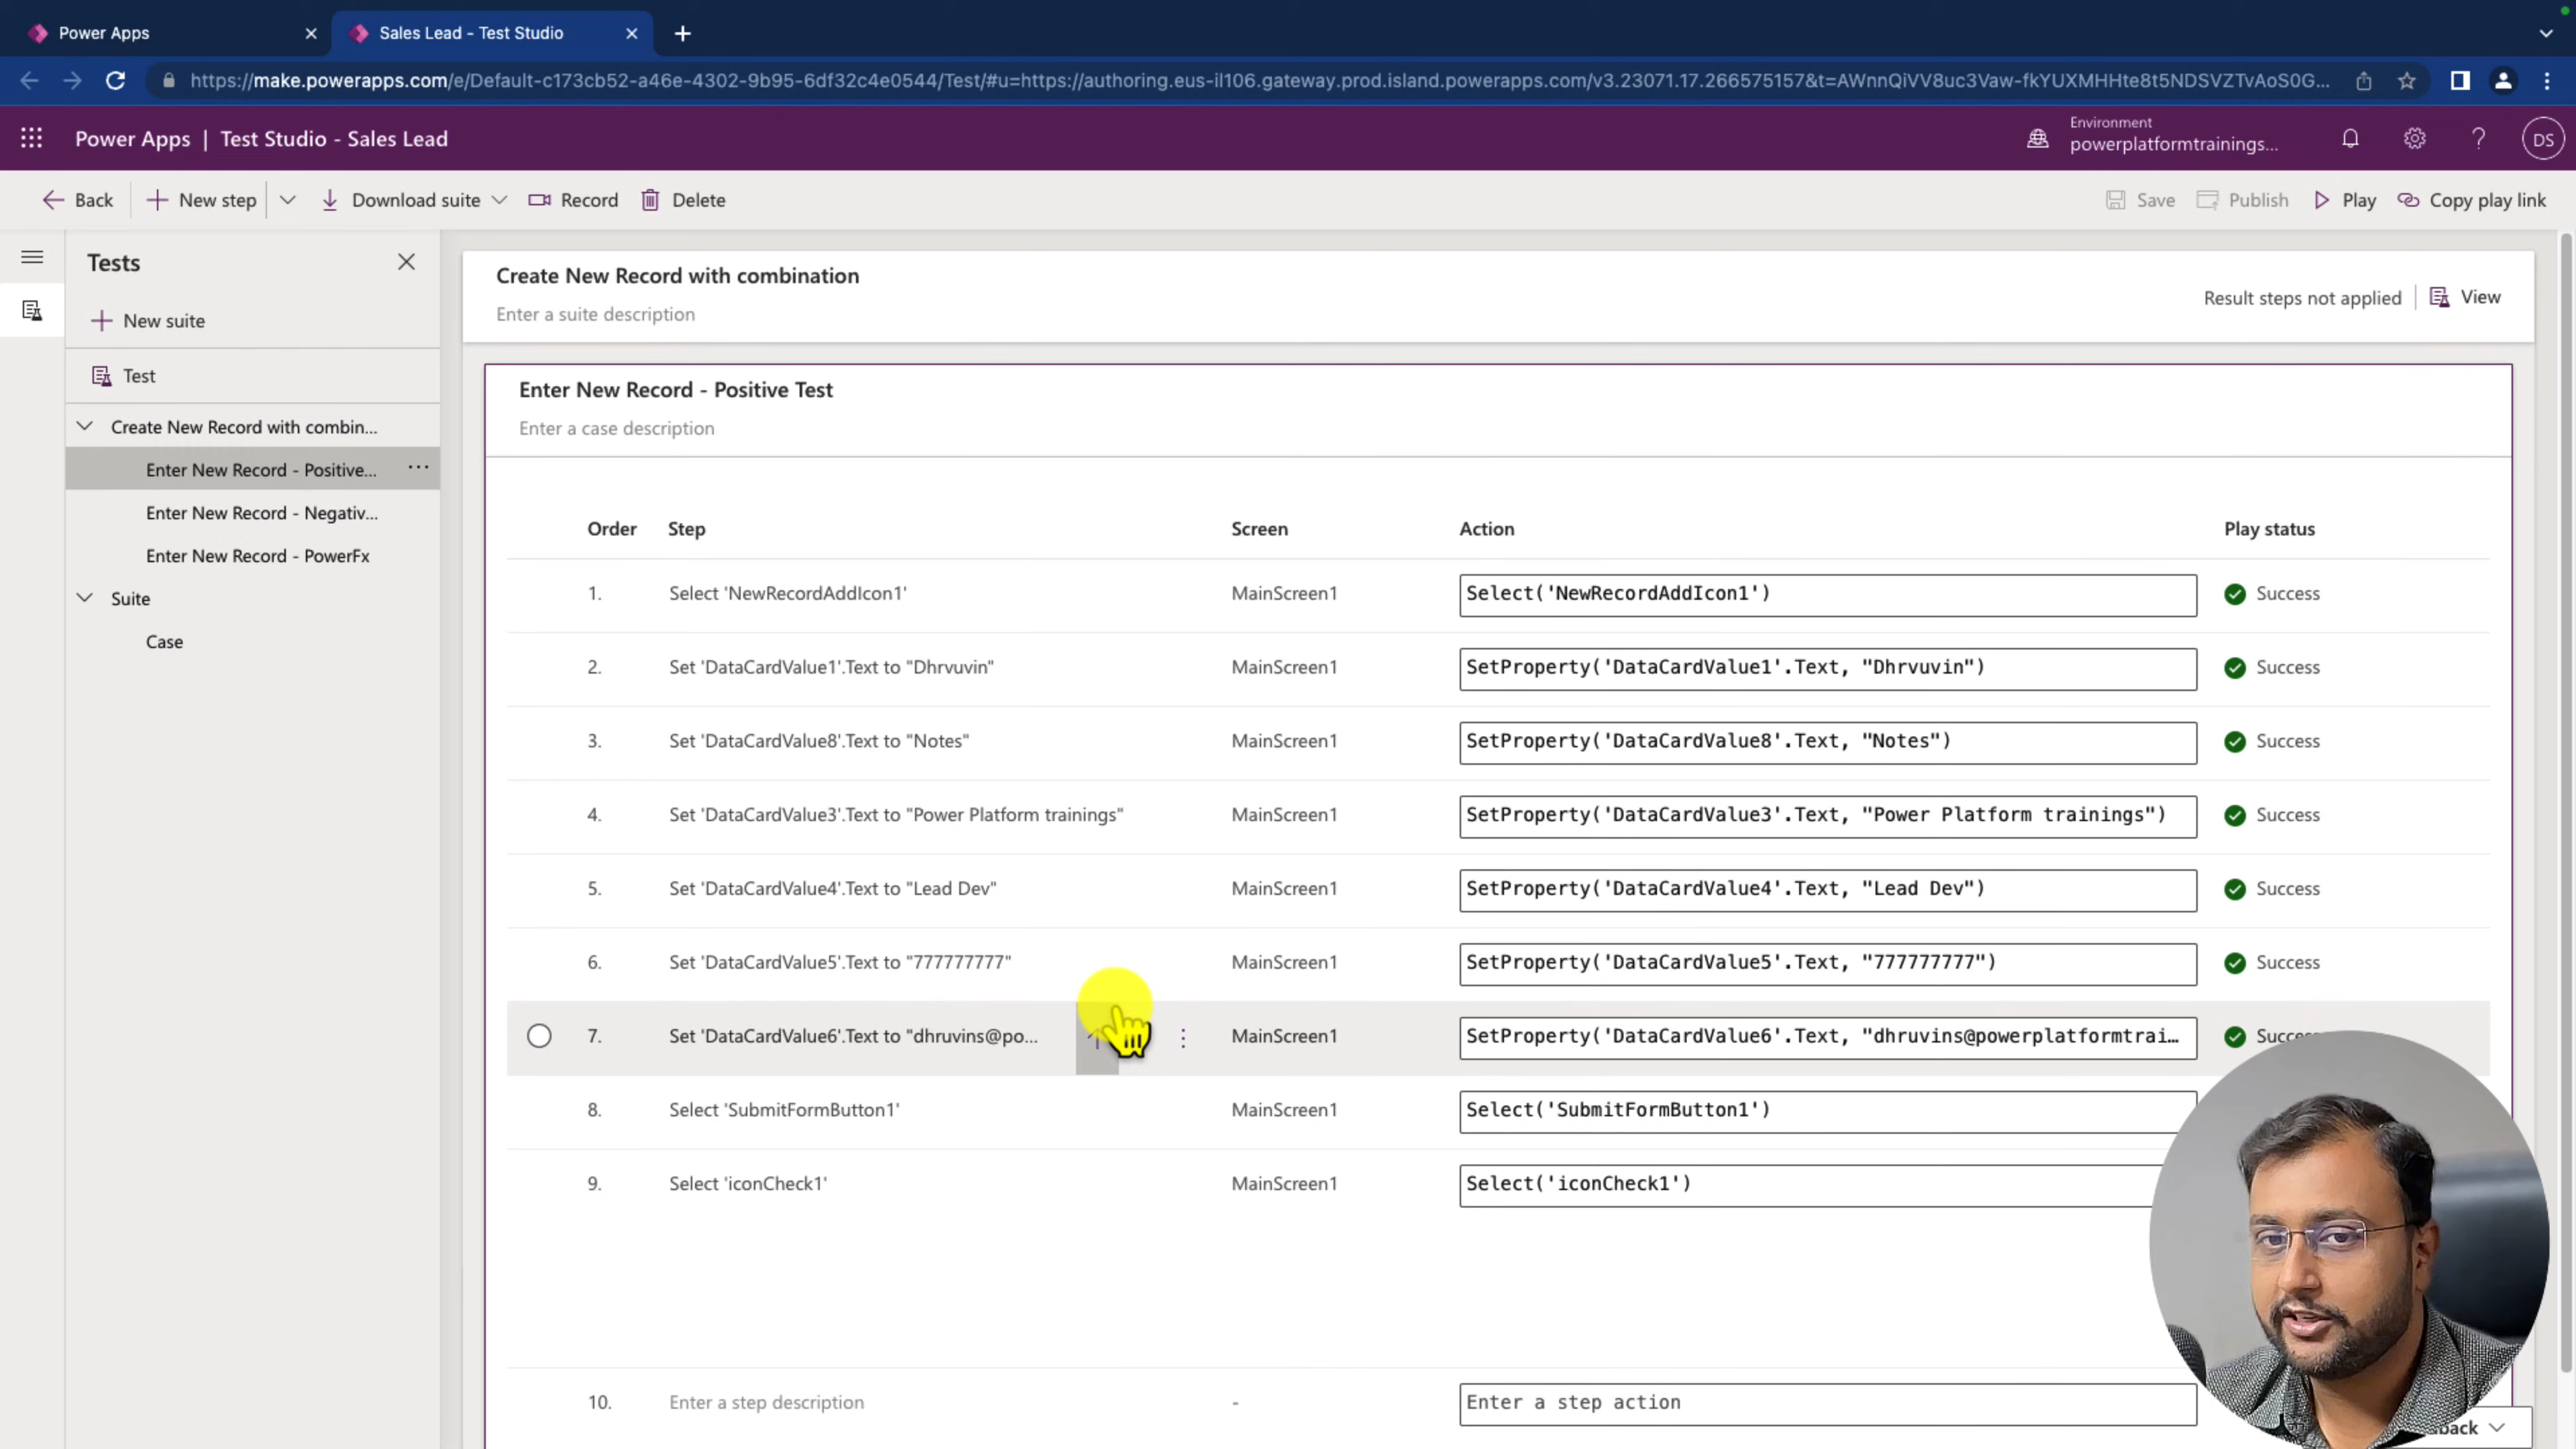 Power Apps
Sales Lead - Test Studio
https://make.powerapps.com/e/Default-c173cb52-a46e-4302-9b95-6df32c4e0544/Test/#u=https://authoring.eus-il106.gateway.prod.island.powerapps.com/v3.23071.17.266575157&t=AWnnQiVV8uc3Vaw-fkYUXMHHte8t5NDSVZTvAoS0G...
Power Apps | Test Studio - Sales Lead
Environment
powerplatformtrainings...
DS
Back
New step
Download suite
Record
Delete
Save
Publish
Play
Copy play link
Tests
New suite
Test
Create New Record with combin...
Enter New Record - Positive...
Enter New Record - Negativ...
Enter New Record - PowerFx
Suite
Case
Create New Record with combination
Enter a suite description
Result steps not applied
View
Enter New Record - Positive Test
Enter a case description
Order Step Screen Action Play status
1. Select 'NewRecordAddIcon1' MainScreen1 Select('NewRecordAddIcon1') Success
2. Set 'DataCardValue1'.Text to "Dhrvuvin" MainScreen1 SetProperty('DataCardValue1'.Text, "Dhrvuvin") Success
3. Set 'DataCardValue8'.Text to "Notes" MainScreen1 SetProperty('DataCardValue8'.Text, "Notes") Success
4. Set 'DataCardValue3'.Text to "Power Platform trainings" MainScreen1 SetProperty('DataCardValue3'.Text, "Power Platform trainings") Success
5. Set 'DataCardValue4'.Text to "Lead Dev" MainScreen1 SetProperty('DataCardValue4'.Text, "Lead Dev") Success
6. Set 'DataCardValue5'.Text to "777777777" MainScreen1 SetProperty('DataCardValue5'.Text, "777777777") Success
7. Set 'DataCardValue6'.Text to "dhruvins@po... MainScreen1 SetProperty('DataCardValue6'.Text, "dhruvins@powerplatformtrai...
8. Select 'SubmitFormButton1' MainScreen1 Select('SubmitFormButton1')
9. Select 'iconCheck1' MainScreen1 Select('iconCheck1')
10. Enter a step description - Enter a step action